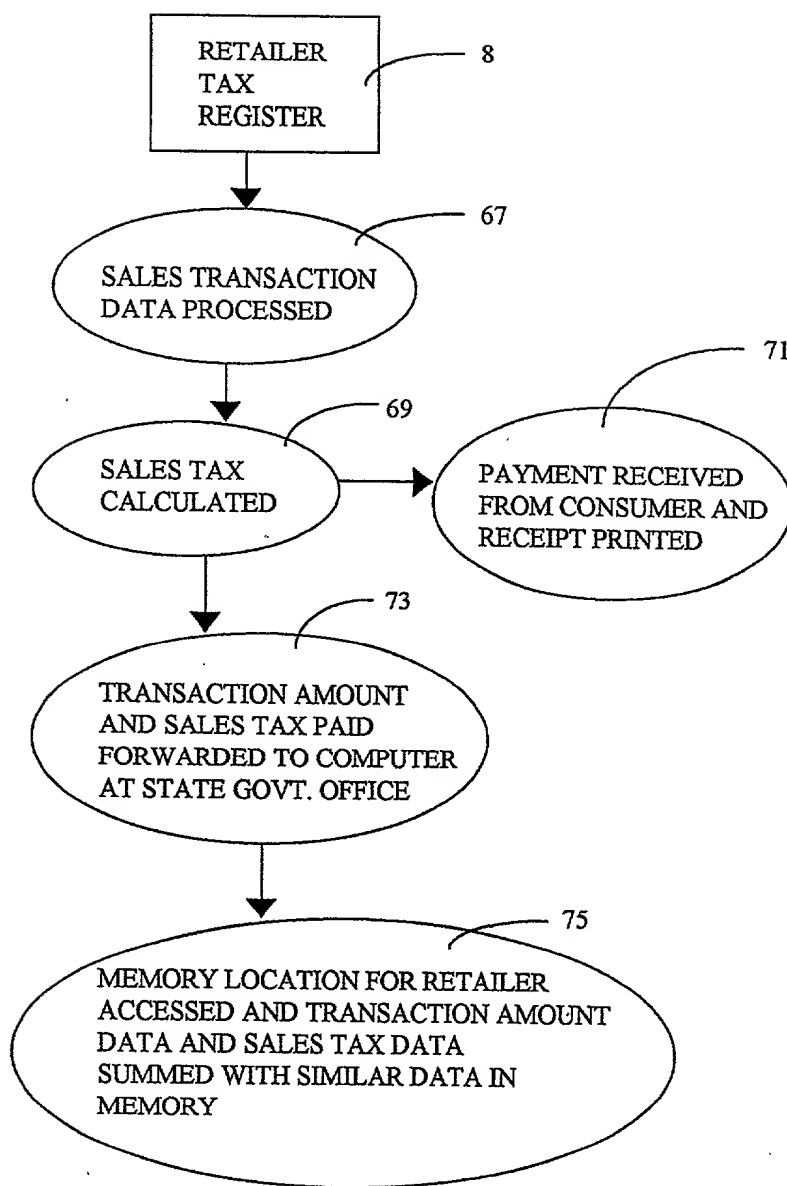 RETAILER
TAX
REGISTER
8
67
SALES TRANSACTION
DATA PROCESSED
69
SALES TAX
CALCULATED
71
PAYMENT RECEIVED
FROM CONSUMER AND
RECEIPT PRINTED
73
TRANSACTION AMOUNT
AND SALES TAX PAID
FORWARDED TO COMPUTER
AT STATE GOVT. OFFICE
75
MEMORY LOCATION FOR RETAILER
ACCESSED AND TRANSACTION AMOUNT
DATA AND SALES TAX DATA
SUMMED WITH SIMILAR DATA IN
MEMORY